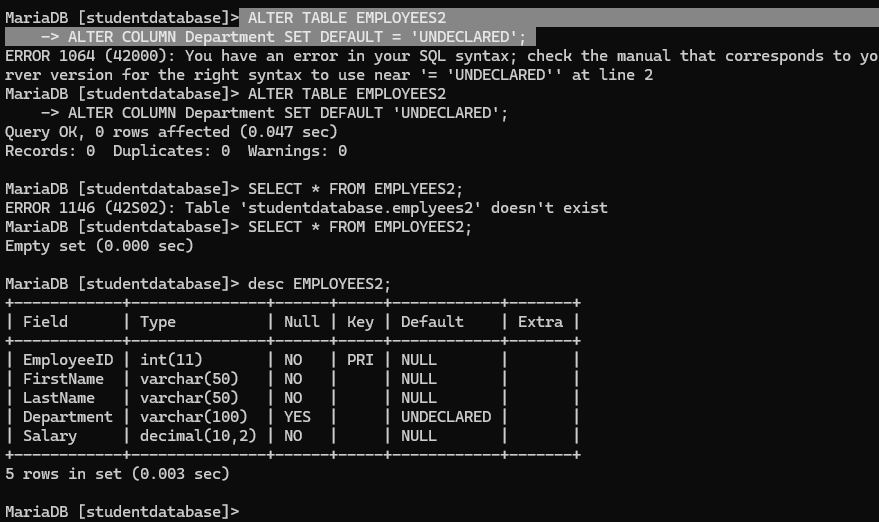 MariaDB [studentdatabase]> ALTER TABLE EMPLOYEES2
    -> ALTER COLUMN Department SET DEFAULT = 'UNDECLARED';
ERROR 1064 (42000): You have an error in your SQL syntax; check the manual that corresponds to yo
rver version for the right syntax to use near '= 'UNDECLARED'' at line 2
MariaDB [studentdatabase]> ALTER TABLE EMPLOYEES2
    -> ALTER COLUMN Department SET DEFAULT 'UNDECLARED';
Query OK, 0 rows affected (0.047 sec)
Records: 0  Duplicates: 0  Warnings: 0

MariaDB [studentdatabase]> SELECT * FROM EMPLYEES2;
ERROR 1146 (42S02): Table 'studentdatabase.emplyees2' doesn't exist
MariaDB [studentdatabase]> SELECT * FROM EMPLOYEES2;
Empty set (0.000 sec)

MariaDB [studentdatabase]> desc EMPLOYEES2;
+------------+---------------+------+-----+------------+-------+
| Field      | Type          | Null | Key | Default    | Extra |
+------------+---------------+------+-----+------------+-------+
| EmployeeID | int(11)       | NO   | PRI | NULL       |       |
| FirstName  | varchar(50)   | NO   |     | NULL       |       |
| LastName   | varchar(50)   | NO   |     | NULL       |       |
| Department | varchar(100)  | YES  |     | UNDECLARED |       |
| Salary     | decimal(10,2) | NO   |     | NULL       |       |
+------------+---------------+------+-----+------------+-------+
5 rows in set (0.003 sec)

MariaDB [studentdatabase]>